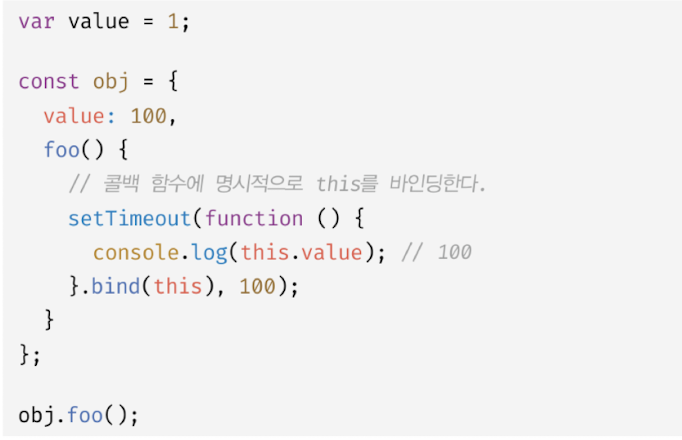 var value = 1;

const obj = {
  value: 100,
  foo() {
    // 콜백 함수에 명시적으로 this를 바인딩한다.
    setTimeout(function () {
      console.log(this.value); // 100
    }.bind(this), 100);
  }
};

obj.foo();